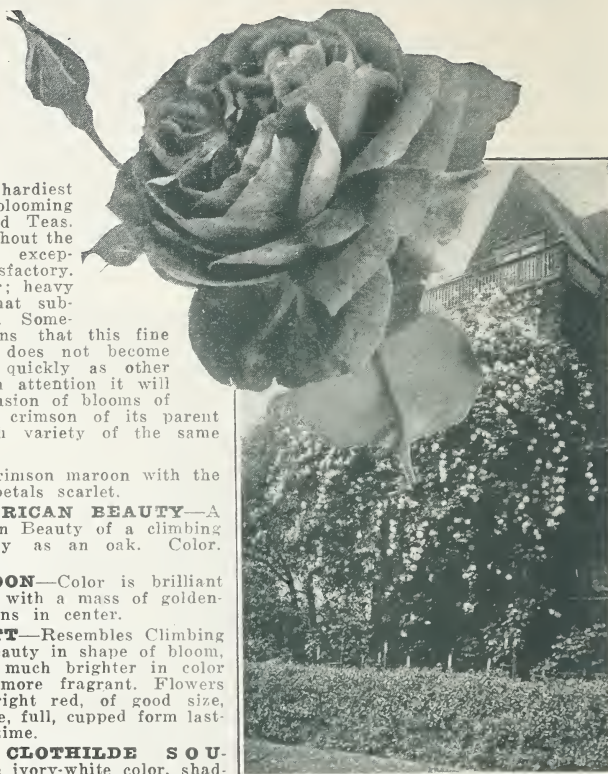 hardiest
blooming
d Teas.
hout the
excep-
sfactory.
; heavy
at sub-
. Some-
ns that this fine
does not become
quickly as other
attention it will
usion of blooms of
crimson of its parent
variety of the same
rimson maroon with the
petals scarlet.
RICAN BEAUTY—A
n Beauty of a climbing
y as an oak. Color.
OON—Color is brilliant
with a mass of golden-
ns in center.
TT—Resembles Climbing
auty in shape of bloom,
much brighter in color
more fragrant. Flowers
right red, of good size,
e, full, cupped form last-
time.
CLOTHILDE SOU-
ivory-white color, shad-